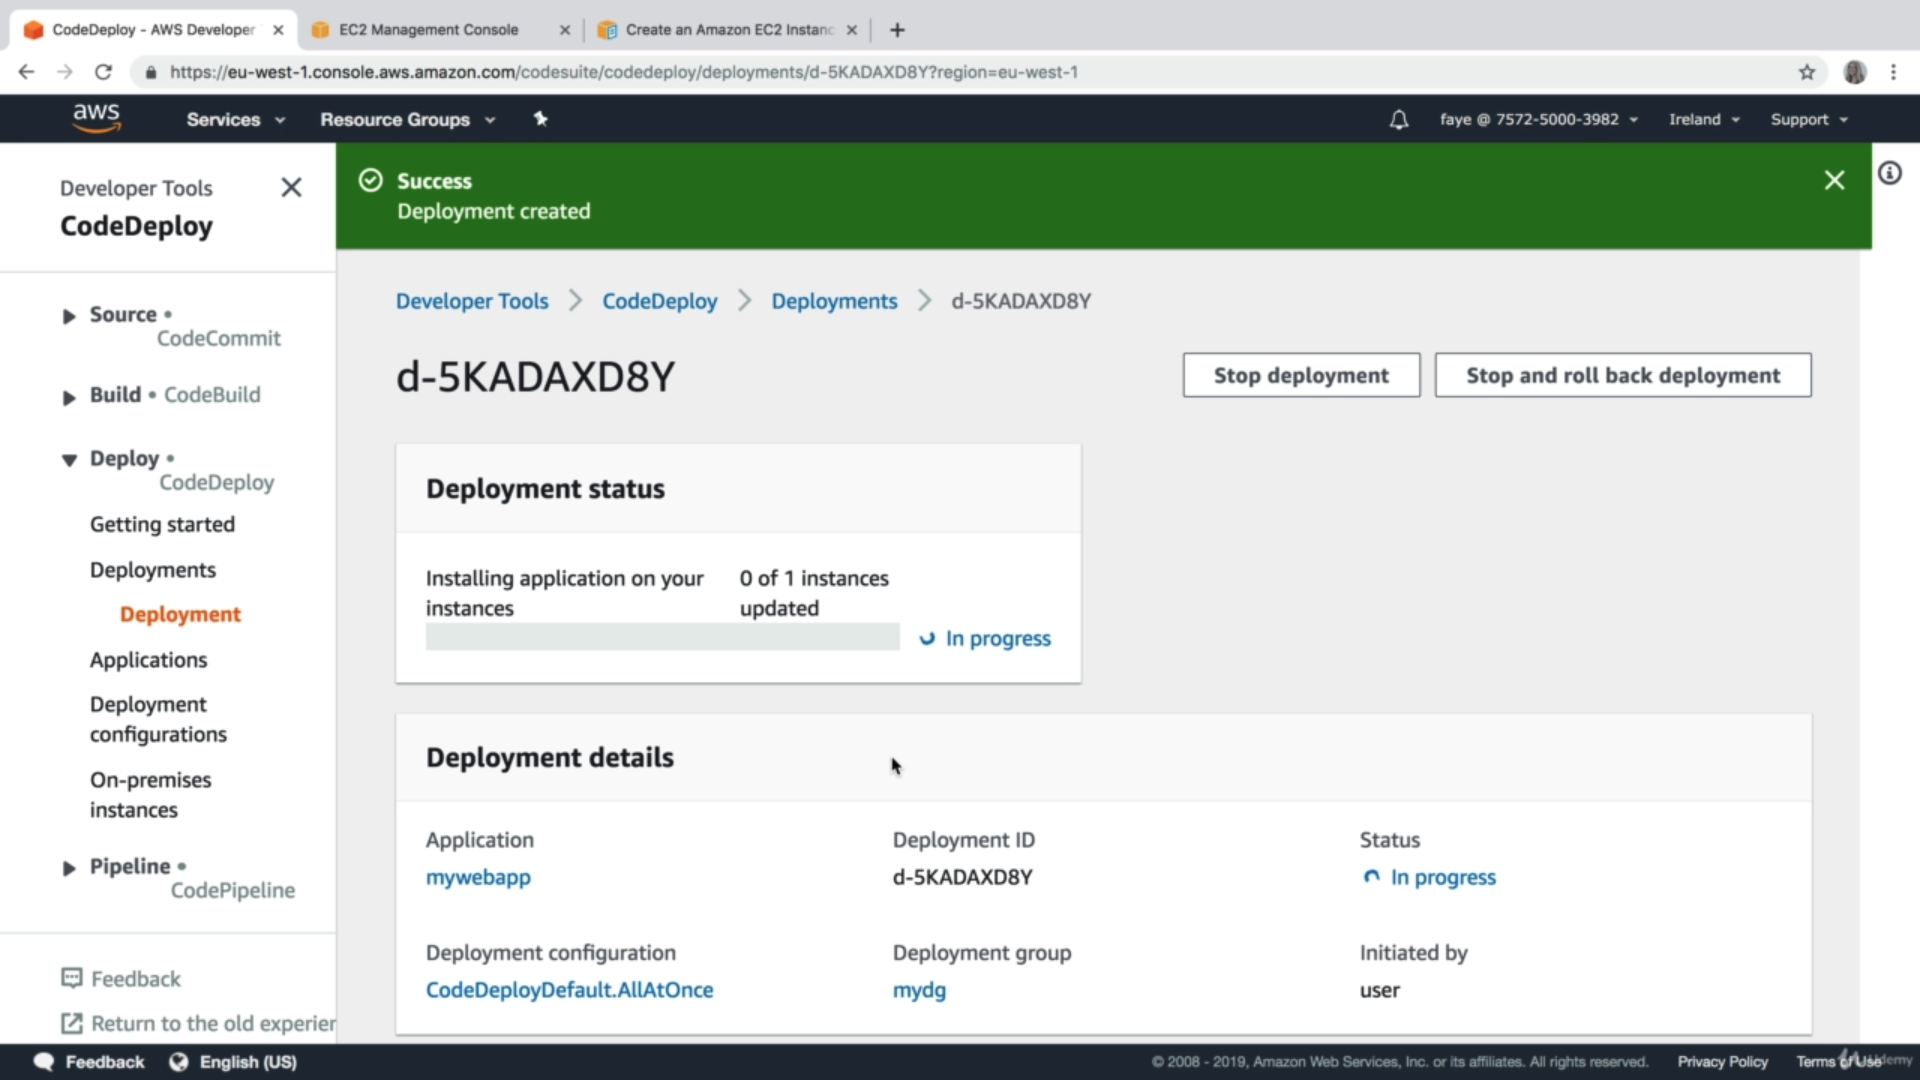 CodeDeploy - AWS Developer
EC2 Management Console
Create an Amazon EC2 Instanc
https://eu-west-1.console.aws.amazon.com/codesuite/codedeploy/deployments/d-5KADAXD8Y?region=eu-west-1
aws
Services
Resource Groups
faye @ 7572-5000-3982
Ireland
Support
Developer Tools
CodeDeploy
Source •
CodeCommit
Build • CodeBuild
Deploy •
CodeDeploy
Getting started
Deployments
Deployment
Applications
Deployment
configurations
On-premises
instances
Pipeline •
CodePipeline
Feedback
Return to the old experier
Success
Deployment created
Developer Tools > CodeDeploy > Deployments > d-5KADAXD8Y
d-5KADAXD8Y
Stop deployment
Stop and roll back deployment
Deployment status
Installing application on your
instances
0 of 1 instances
updated
In progress
Deployment details
Application
mywebapp
Deployment ID
d-5KADAXD8Y
Status
In progress
Deployment configuration
CodeDeployDefault.AllAtOnce
Deployment group
mydg
Initiated by
user
Feedback
English (US)
© 2008 - 2019, Amazon Web Services, Inc. or its affiliates. All rights reserved.
Privacy Policy
Terms of Use